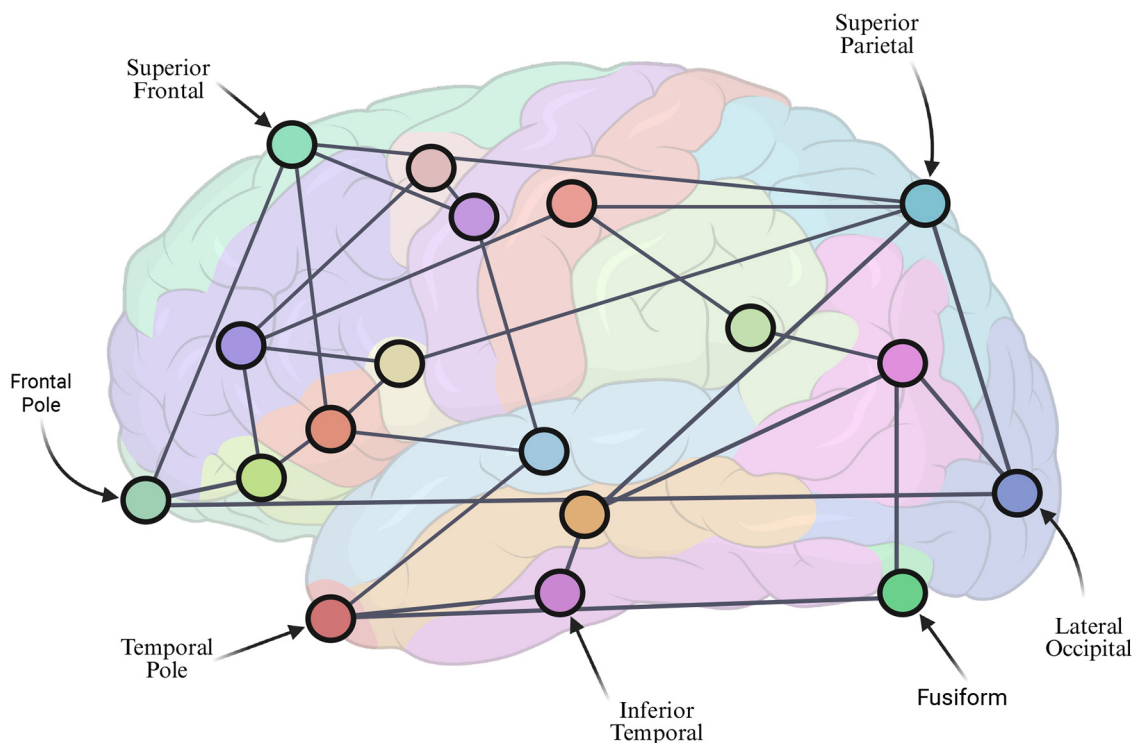 Superior
Parietal
Superior
Frontal
Frontal
Pole
Temporal
Pole
Inferior
Temporal
Fusiform
Lateral
Occipital